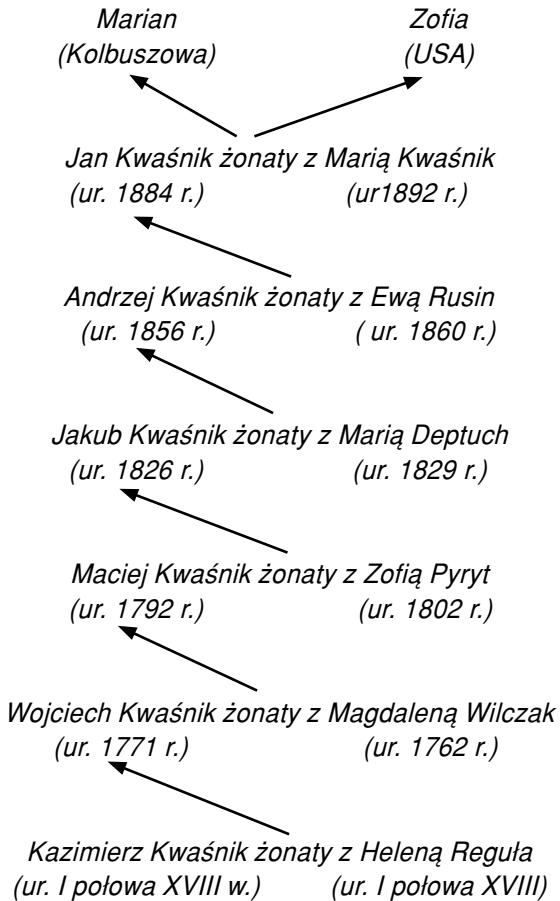 Marian Zofia
(Kolbuszowa) (USA)
Jan Kwaśnik żonaty z Marią Kwaśnik
(ur. 1884 r.) (ur1892 r.)
Andrzej Kwaśnik żonaty z Ewą Rusin
(ur. 1856 r.) ( ur. 1860 r.)
Jakub Kwaśnik żonaty z Marią Deptuch
(ur. 1826 r.) (ur. 1829 r.)
Maciej Kwaśnik żonaty z Zofią Pyryt
(ur. 1792 r.) (ur. 1802 r.)
Wojciech Kwaśnik żonaty z Magdaleną Wilczak
(ur. 1771 r.) (ur. 1762 r.)
Kazimierz Kwaśnik żonaty z Heleną Reguła
(ur. I połowa XVIII w.) (ur. I połowa XVIII)